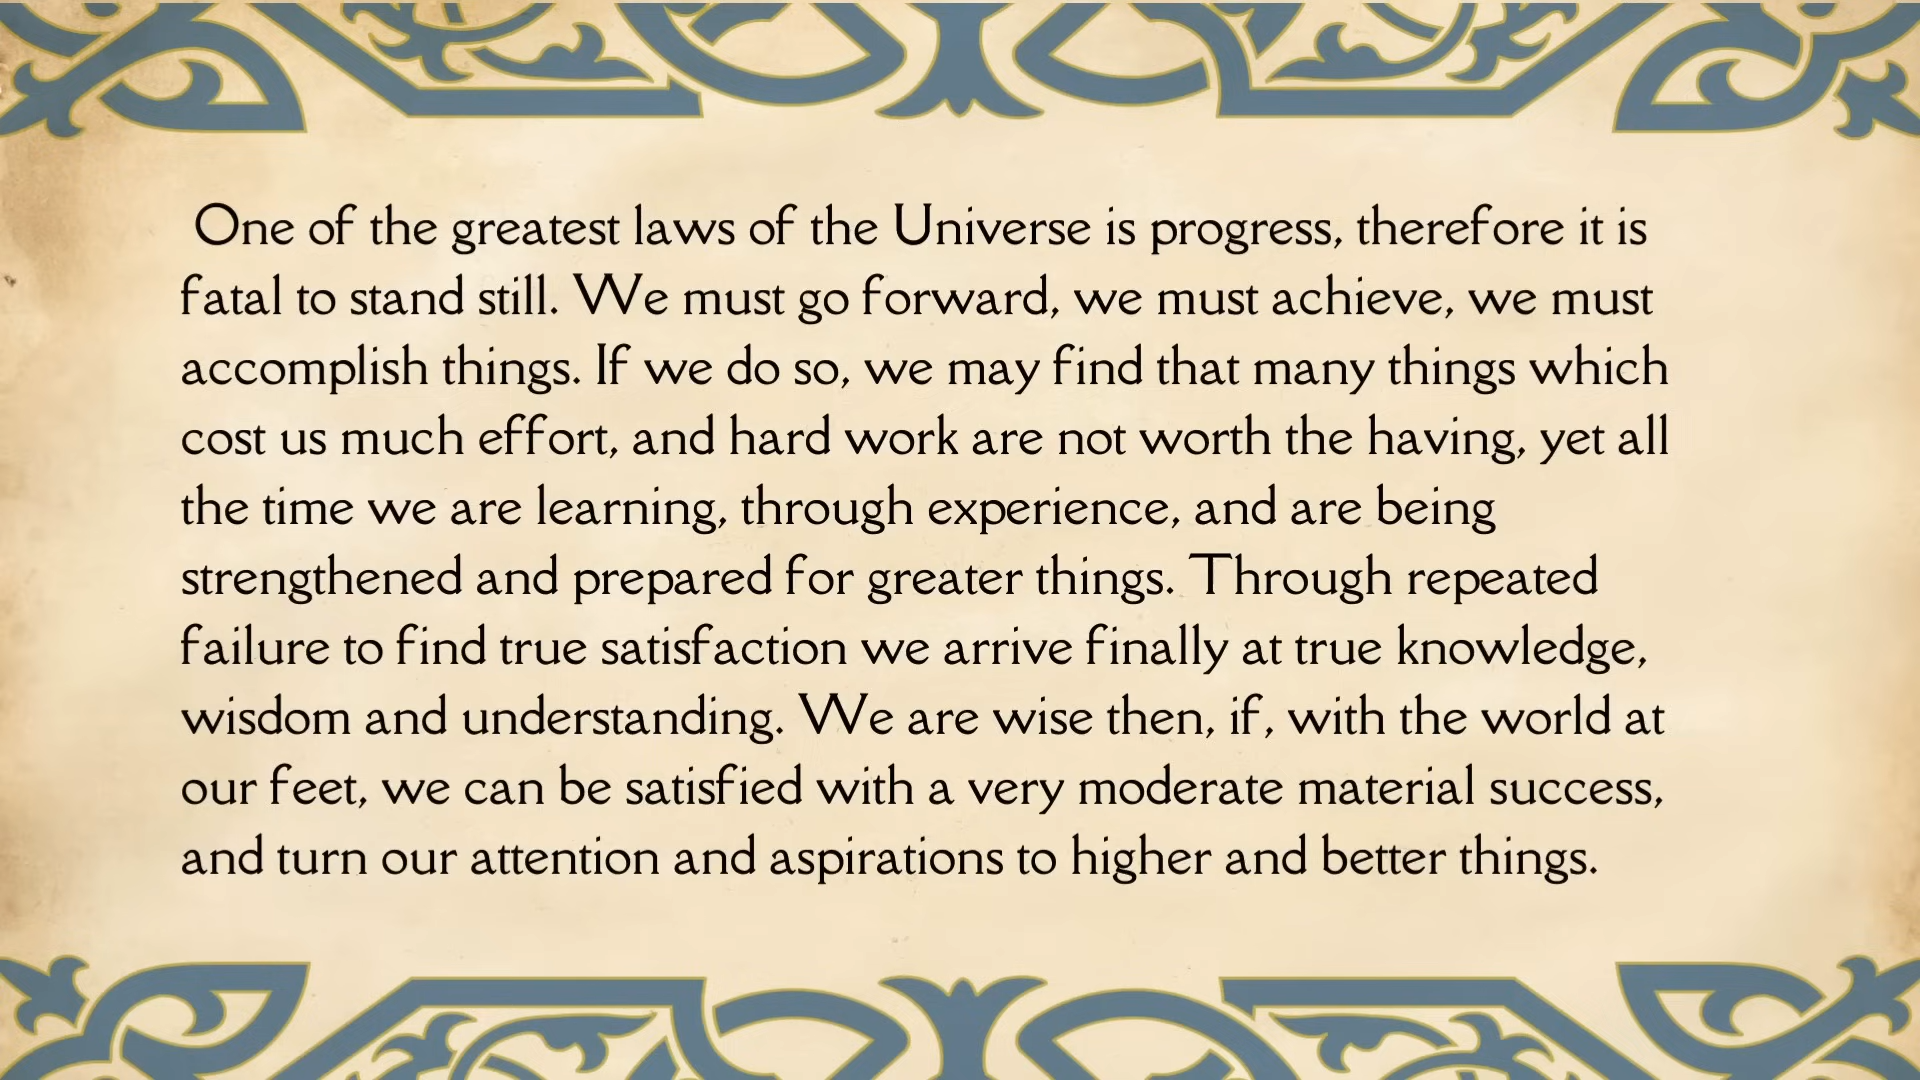 One of the greatest laws of the Universe is progress, therefore it is
fatal to stand still. We must go forward, we must achieve, we must
accomplish things. If we do so, we may find that many things which
cost us much effort, and hard work are not worth the having, yet all
the time we are learning, through experience, and are being
strengthened and prepared for greater things. Through repeated
failure to find true satisfaction we arrive finally at true knowledge,
wisdom and understanding. We are wise then, if, with the world at
our feet, we can be satisfied with a very moderate material success,
and turn our attention and aspirations to higher and better things.